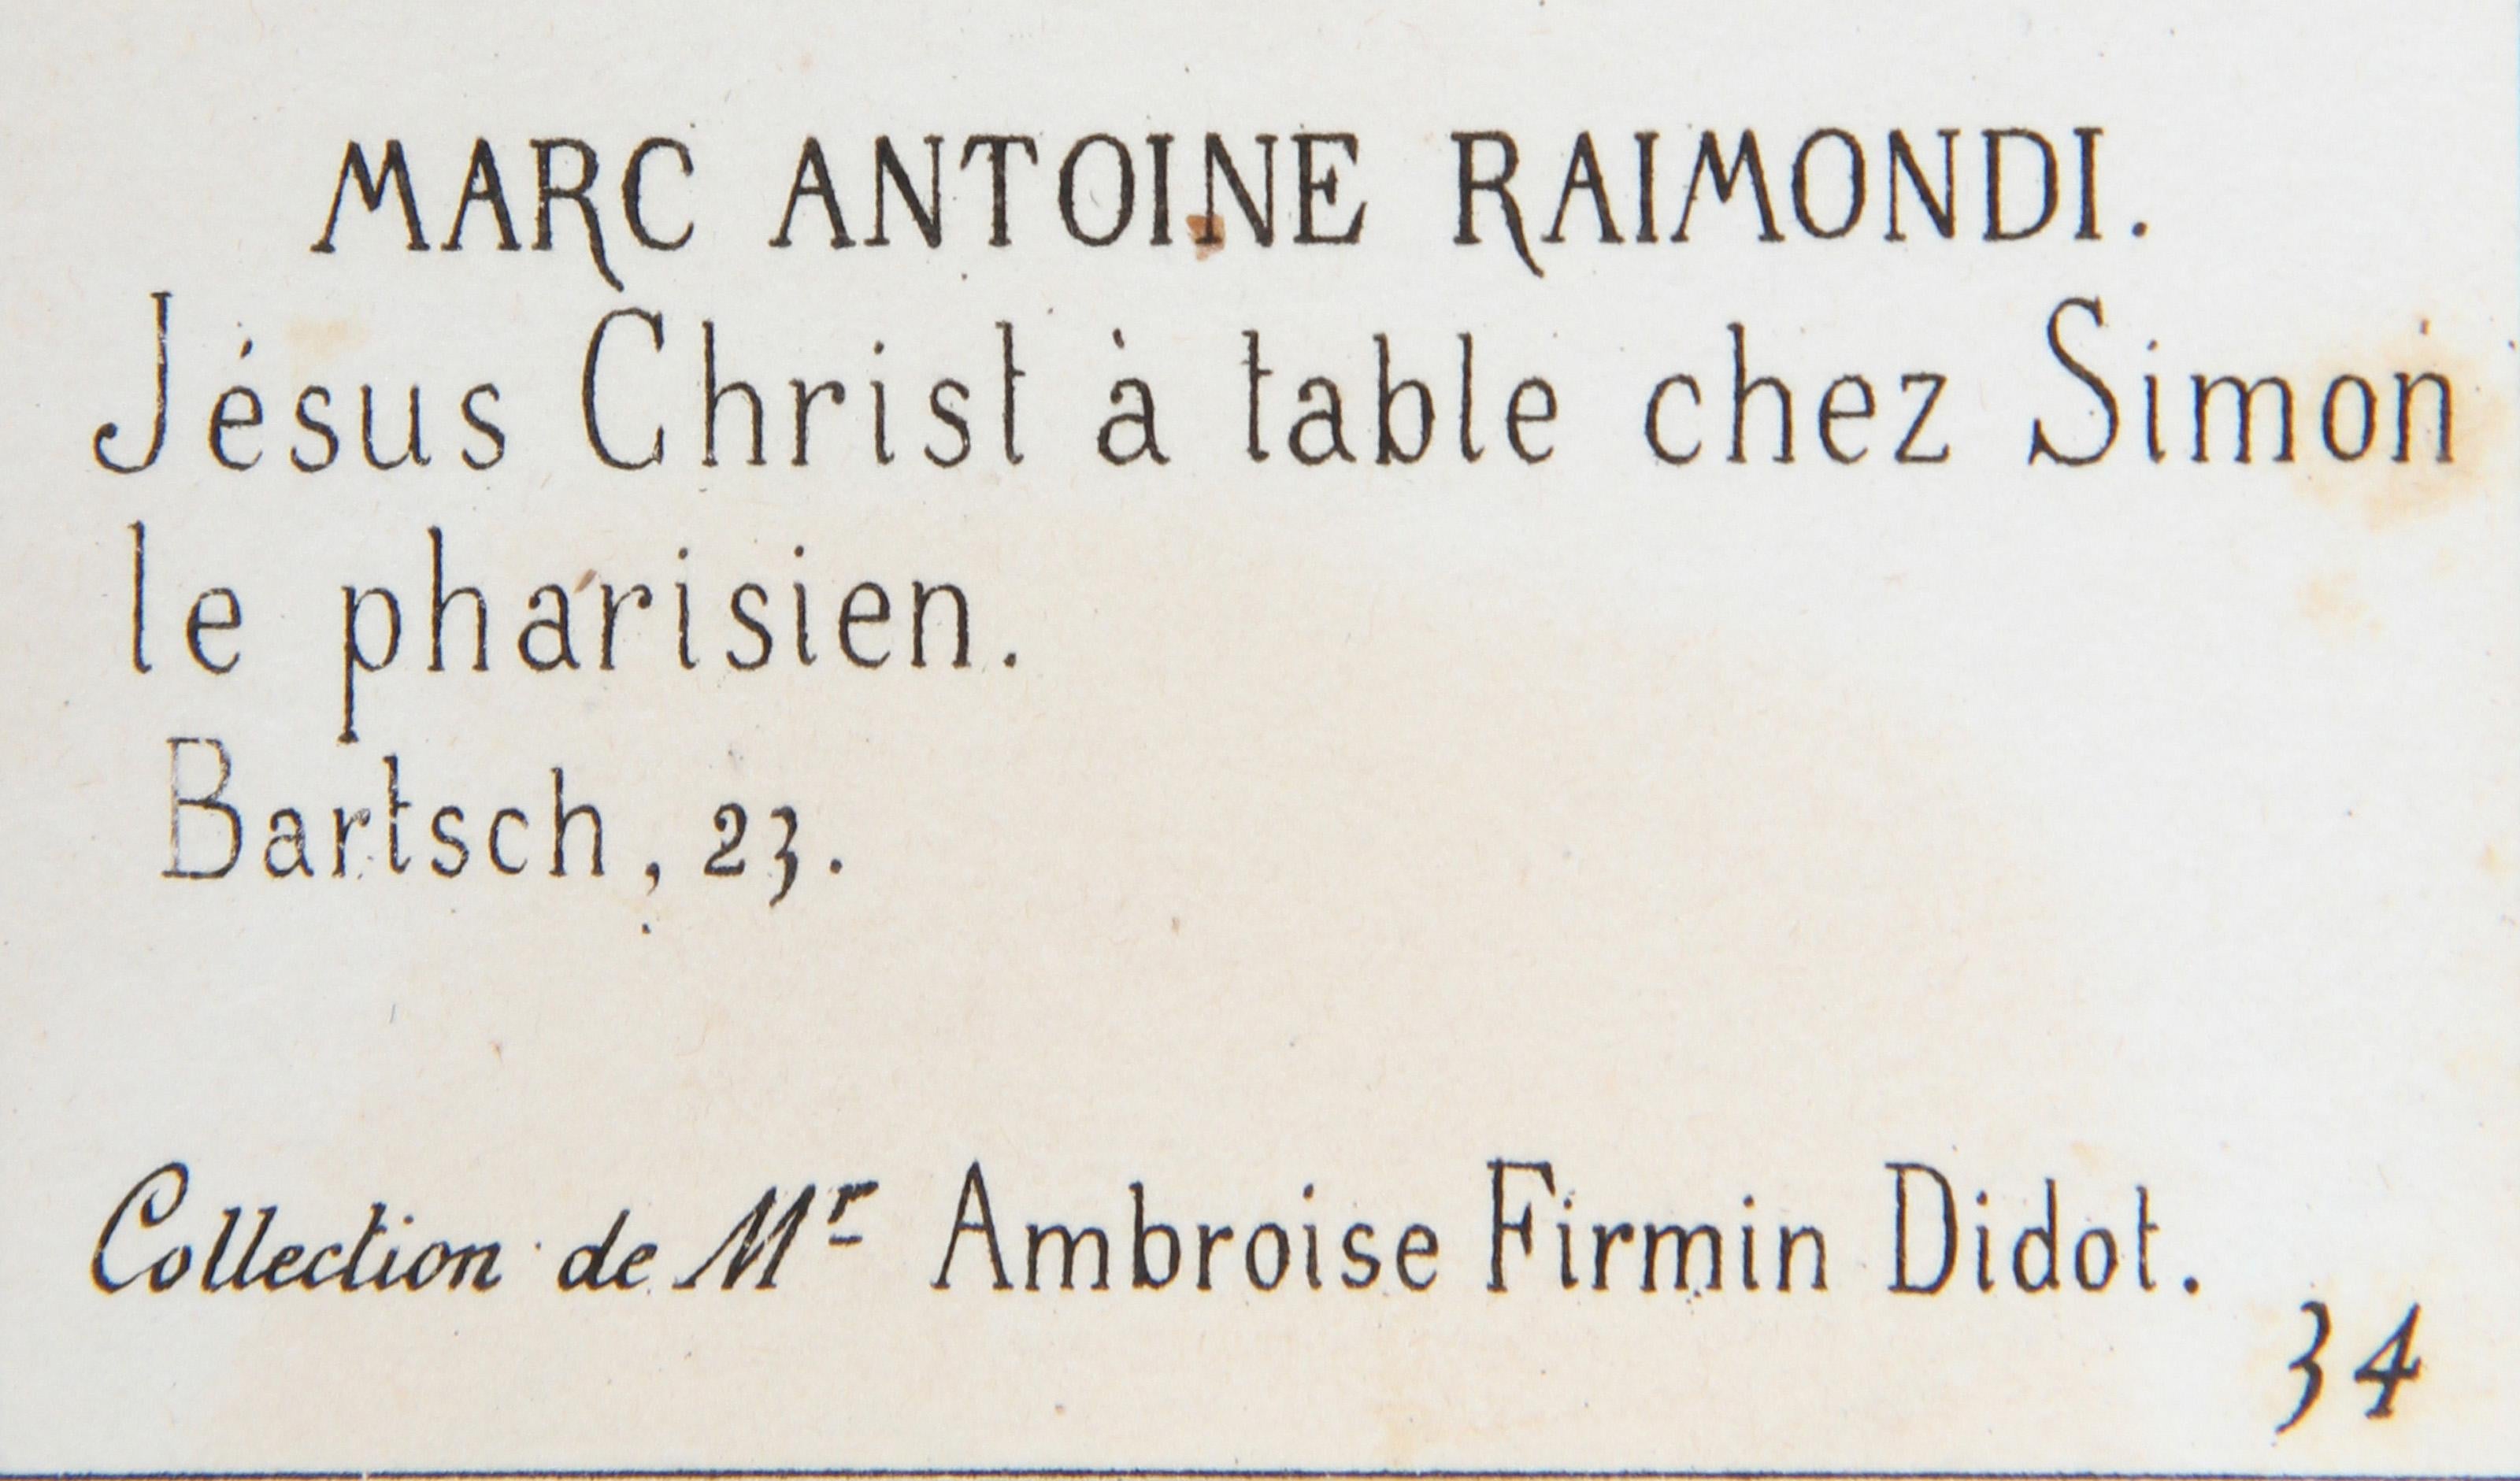 MARC ANTOINE RAIMONDI.
Jésus Christ à table chez Simon
le pharisien.
Bartsch, 23.
Collection de Mr Ambroise Firmin Didot.
34